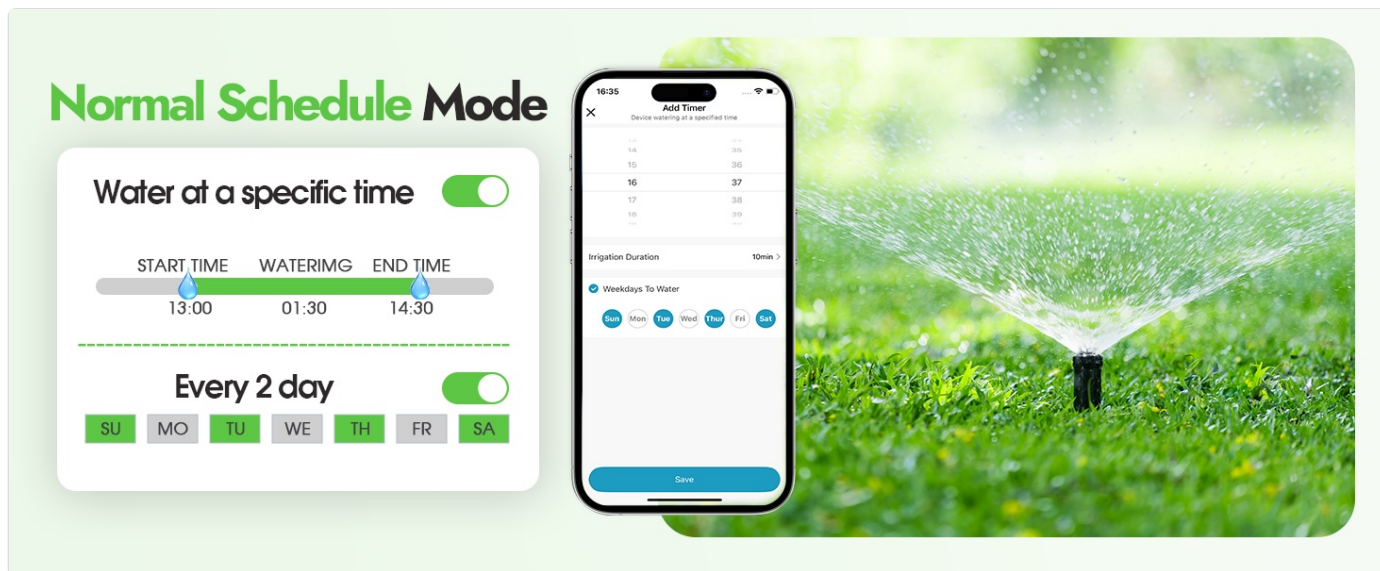 Normal Schedule Mode
Water at a specific time
START TIME WATERIMG END TIME
13:00 01:30 14:30
Every 2 day
SU MO TU WE TH FR SA
16:35
Add Timer
Device watering at a specified time
14 35
15 36
16 37
17 38
18 39
Irrigation Duration 10min >
Weekdays To Water
Sun Mon Tue Wed Thur Fri Sat
Save